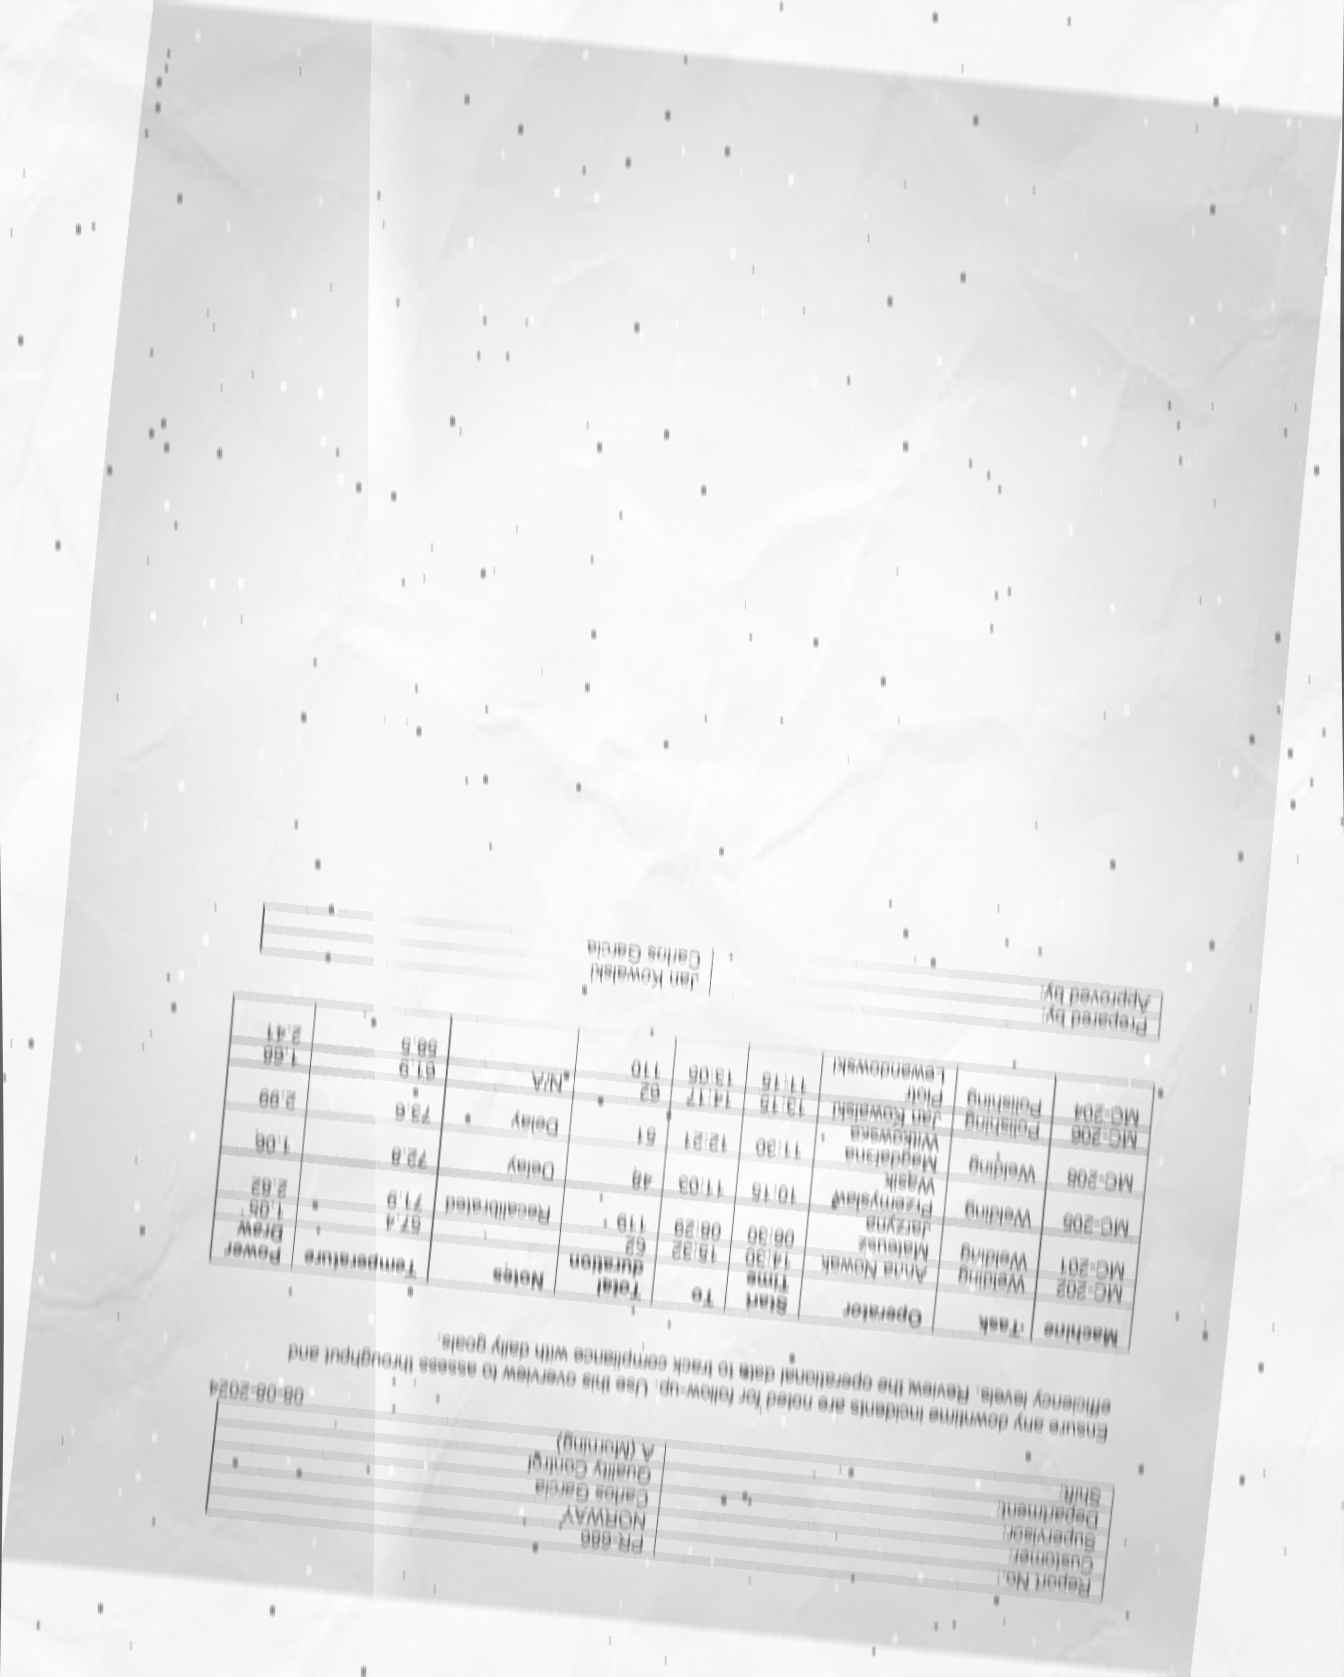 08-08-2024
Report No.: PR-686
Customer: NORWAY
Supervisor: Carlos Garcia
Department: Quality Control
Shift: A (Morning)
Ensure any downtime incidents are noted for follow-up. Use this overview to assess throughput and
efficiency levels. Review the operational data to track compliance with daily goals.
Machine Task Operator Start Time To Total duration Notes Temperature Power Draw
MC-202 Welding Anna Nowak 14:30 15:32 62 57.4 1.05
MC-201 Welding Mateusz Jarzyna 06:30 08:29 119 Recalibrated 71.9 2.82
MC-205 Welding Przemysław Wąsik 10:15 11:03 48 Delay 72.8 1.06
MC-208 Welding Magdalena Witkowska 11:30 12:21 51 Delay 73.6 2.99
MC-206 Polishing Jan Kowalski 13:15 14:17 62 N/A 61.9 1.68
MC-204 Polishing Piotr Lewandowski 11:15 13:05 110 58.5 2.41
Prepared by: Jan Kowalski
Approved by: Carlos Garcia